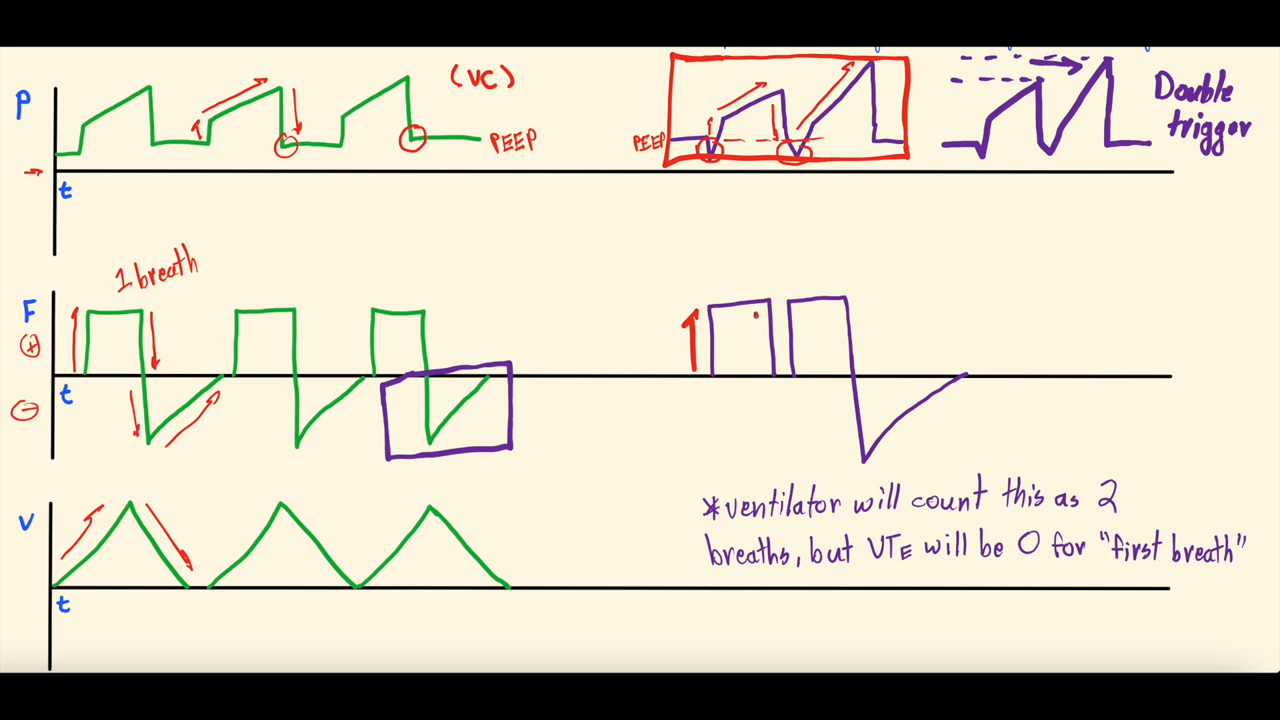 P
(VC)
PEEP
PEEP
Double
trigger
t
1 breath
F
+
t
-
V
*ventilator will count this as 2
breaths, but VTE will be 0 for "first breath"
t